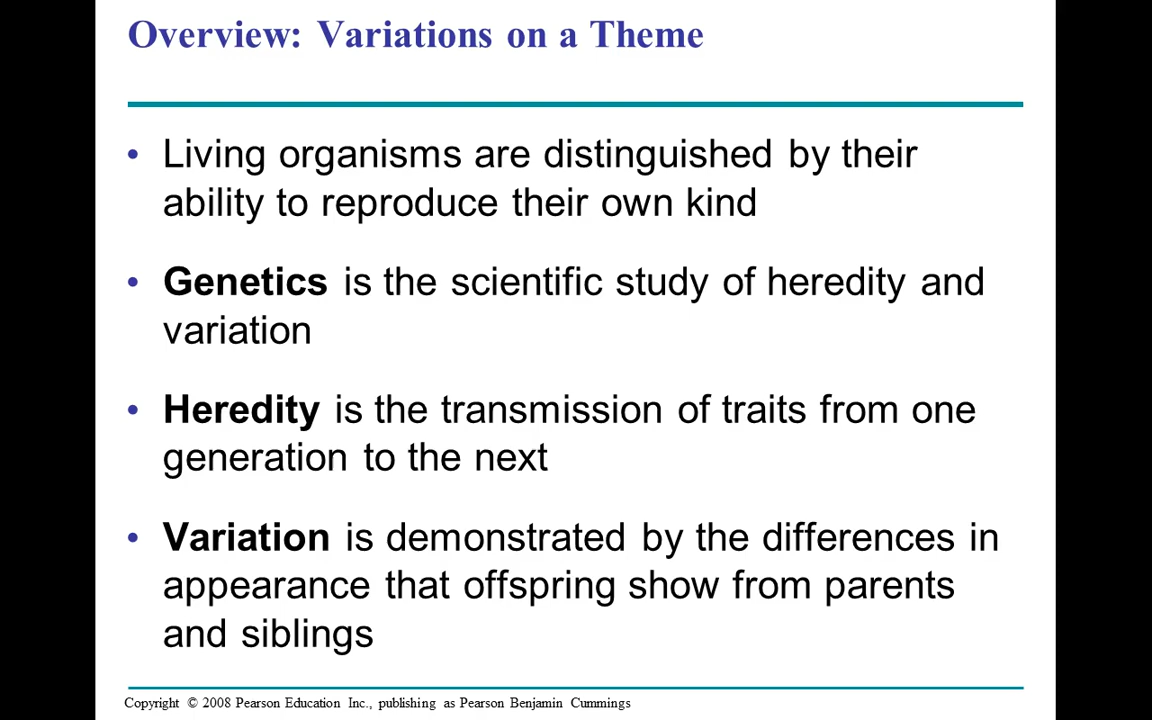 Overview: Variations on a Theme
• Living organisms are distinguished by their
ability to reproduce their own kind
• Genetics is the scientific study of heredity and
variation
• Heredity is the transmission of traits from one
generation to the next
• Variation is demonstrated by the differences in
appearance that offspring show from parents
and siblings
Copyright © 2008 Pearson Education Inc., publishing as Pearson Benjamin Cummings